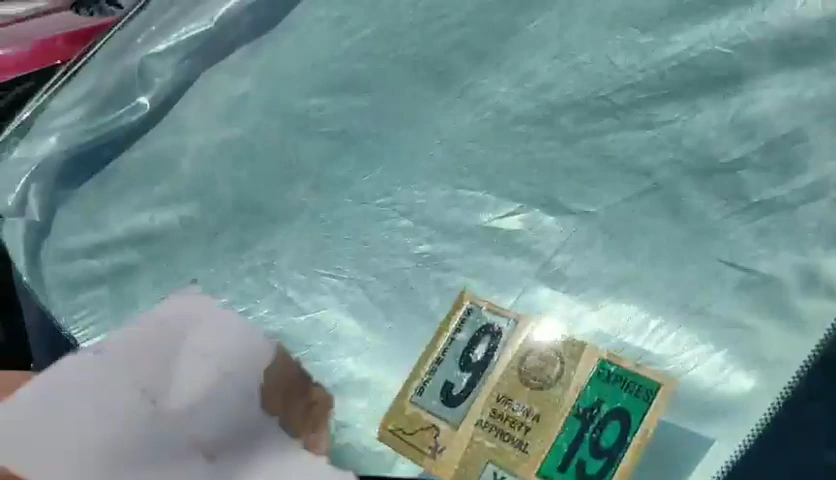 9
VIRGINIA
SAFETY
APPROVAL
EXPIRES
19